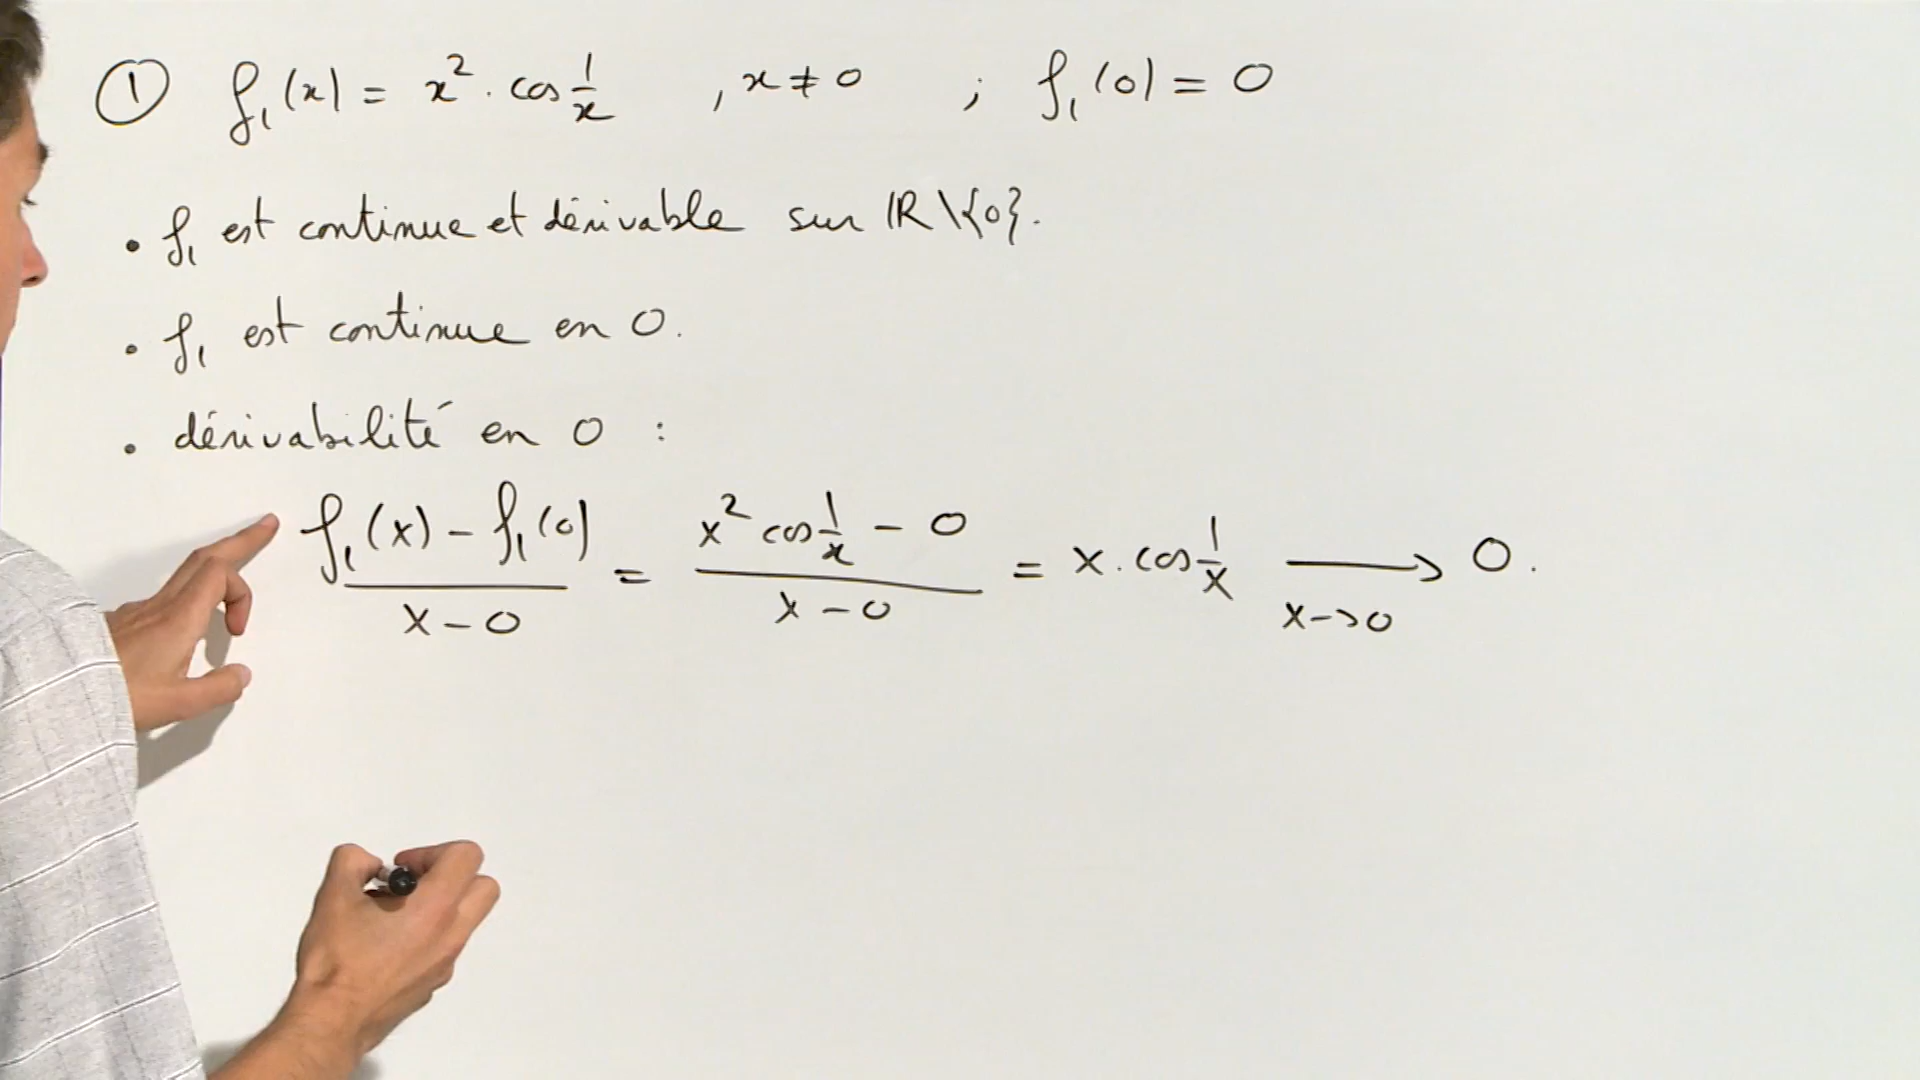 ① f₁(x) = x² · cos 1/x , x ≠ 0 ; f₁(0) = 0
• f₁ est continue et dérivable sur ℝ\{0}.
• f₁ est continue en 0.
• dérivabilité en 0 :
(f₁(x) − f₁(0))/(x − 0) = (x² cos 1/x − 0)/(x − 0) = x · cos 1/x ⟶ 0. x→0